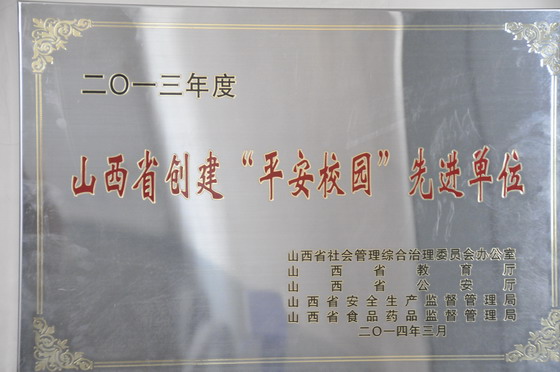 二〇一三年度
山西省创建“平安校园”先进单位
山西省社会管理综合治理委员会办公室
山西省教育厅
山西省公安厅
山西省安全生产监督管理局
山西省食品药品监督管理局
二〇一四年三月